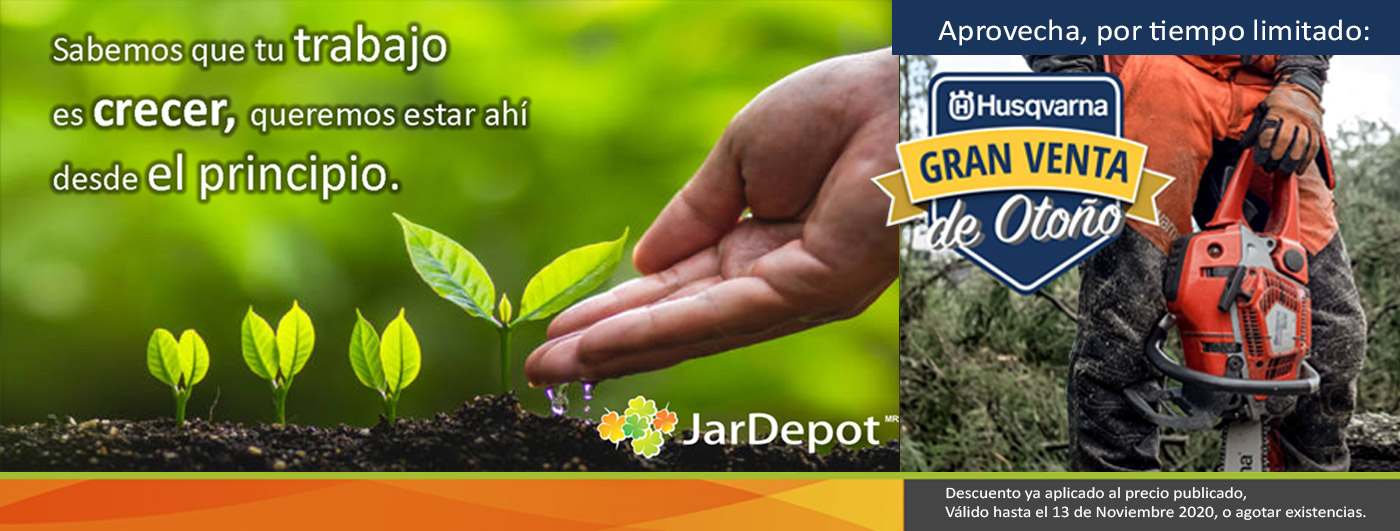 Sabemos que tu trabajo
es crecer, queremos estar ahí
desde el principio.
JarDepot MR
Aprovecha, por tiempo limitado:
Husqvarna
GRAN VENTA
de Otoño
Descuento ya aplicado al precio publicado,
Válido hasta el 13 de Noviembre 2020, o agotar existencias.